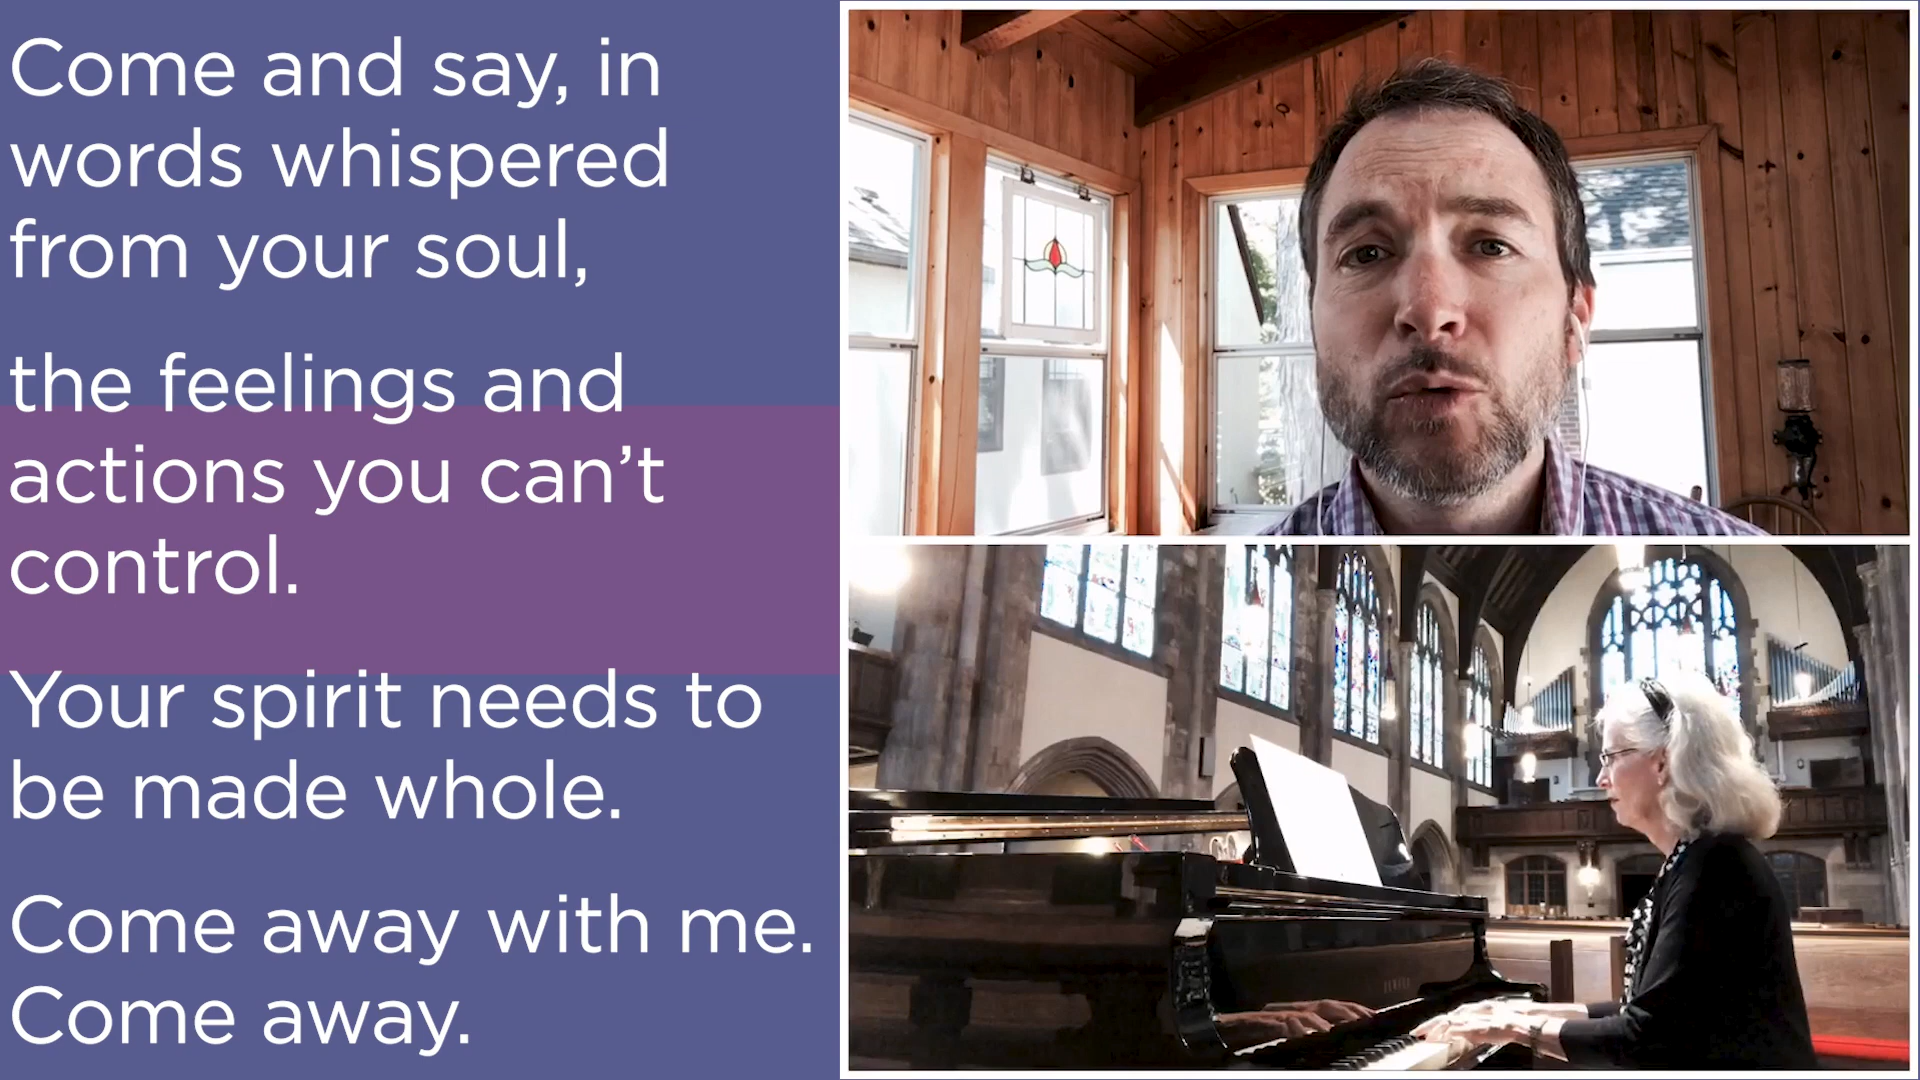 Come and say, in
words whispered
from your soul,
the feelings and
actions you can’t
control.
Your spirit needs to
be made whole.
Come away with me.
Come away.